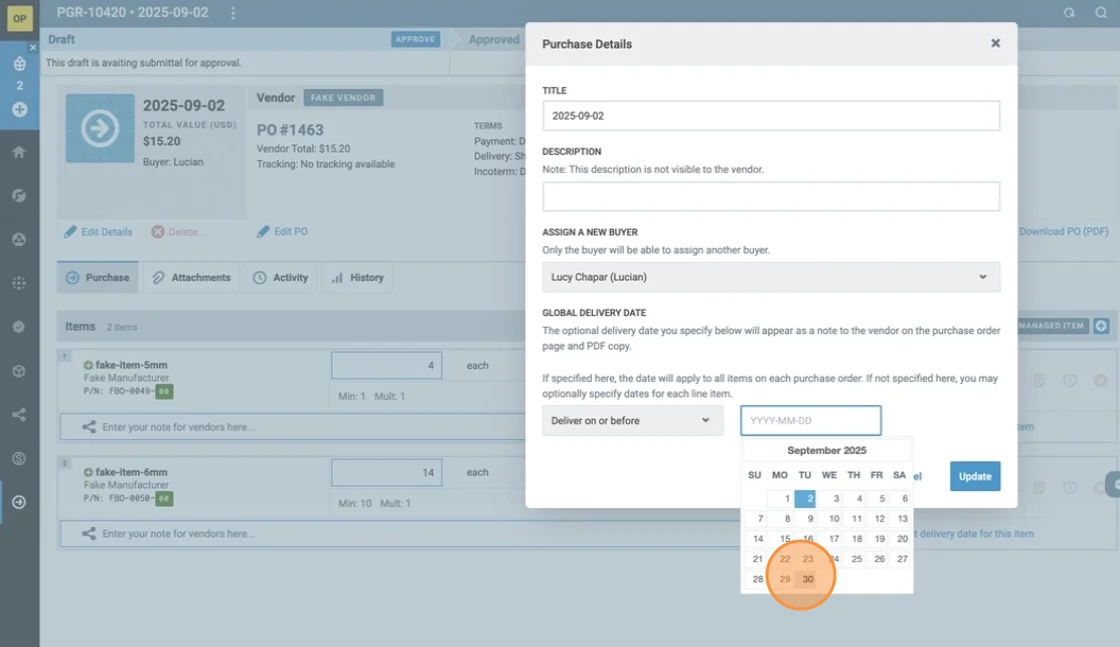 OP
PGR-10420 • 2025-09-02
Draft
APPROVE
Approved
This draft is avaiting submittal for approval.
2
2025-09-02
TOTAL VALUE (USD)
$15.20
Buyer: Lucian
Vendor
FAKE VENDOR
PO #1463
Vendor Total: $15.20
Tracking: No tracking available
TERMS
Payment: D
Delivery: Sh
Incoterm: D
Edit Details
Delete...
Edit PO
Download PO (PDF)
Purchase
Attachments
Activity
History
Items
2 items
MANAGED ITEM
1
fake-item-5mm
Fake Manufacturer
P/N: FBO-0049-00
4
each
Min: 1 Mult: 1
Enter your note for vendors here...
2
fake-item-6mm
Fake Manufacturer
P/N: FBO-0050-00
14
each
Min: 10 Mult: 1
Enter your note for vendors here...
t delivery date for this item
Purchase Details
TITLE
2025-09-02
DESCRIPTION
Note: This description is not visible to the vendor.
ASSIGN A NEW BUYER
Only the buyer will be able to assign another buyer.
Lucy Chapar (Lucian)
GLOBAL DELIVERY DATE
The optional delivery date you specify below will appear as a note to the vendor on the purchase order
page and PDF copy.
If specified here, the date will apply to all items on each purchase order. If not specified here, you may
optionally specify dates for each line item.
Deliver on or before
YYYY-MM-DD
Update
September 2025
SU MO TU WE TH FR SA
1 2 3 4 5 6
7 8 9 10 11 12 13
14 15 16 17 18 19 20
21 22 23 24 25 26 27
28 29 30